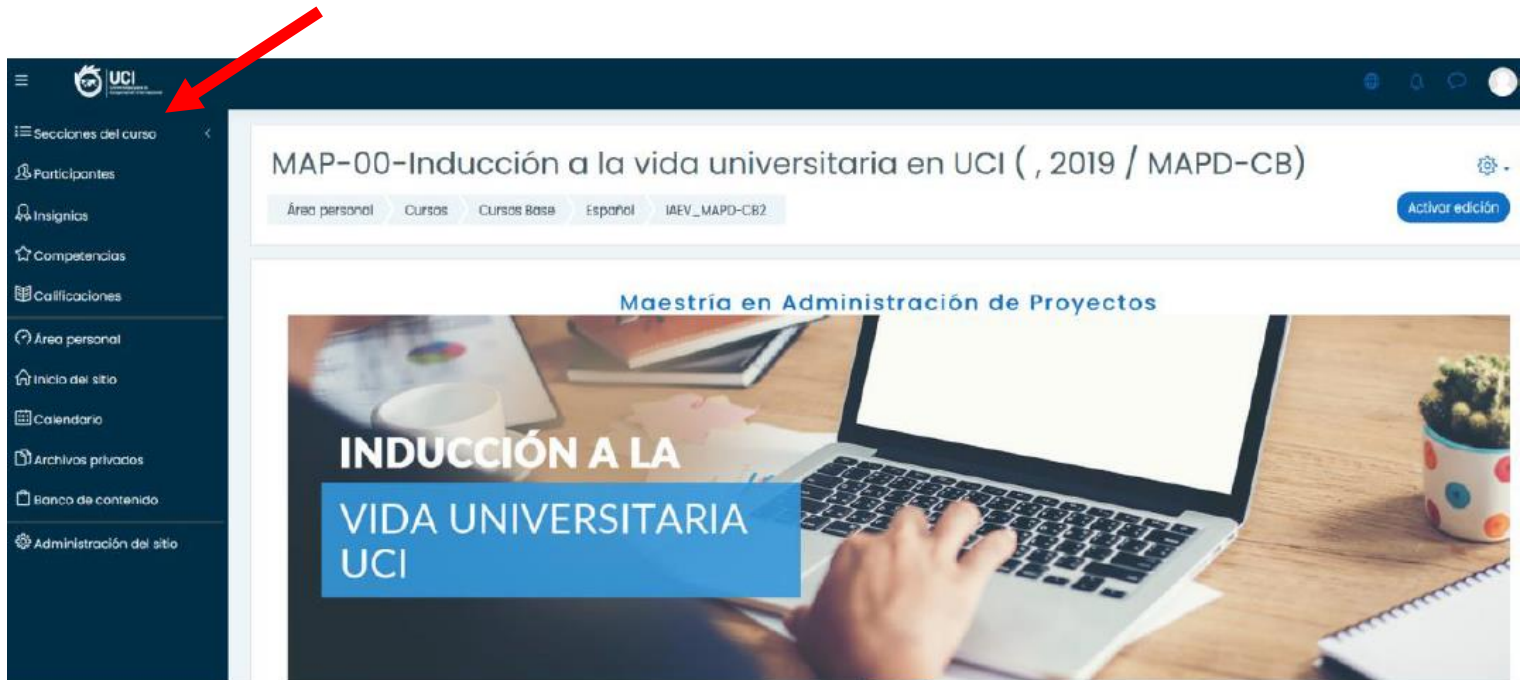 UCI
Secciones del curso
Participantes
Insignias
Competencias
Calificaciones
Área personal
Inicio del sitio
Calendario
Archivos privados
Banco de contenido
Administración del sitio
MAP-00-Inducción a la vida universitaria en UCI ( , 2019 / MAPD-CB)
Área personal Cursos Cursos Base Español IAEV_MAPD-CB2
Activar edición
Maestría en Administración de Proyectos
INDUCCIÓN A LA
VIDA UNIVERSITARIA
UCI